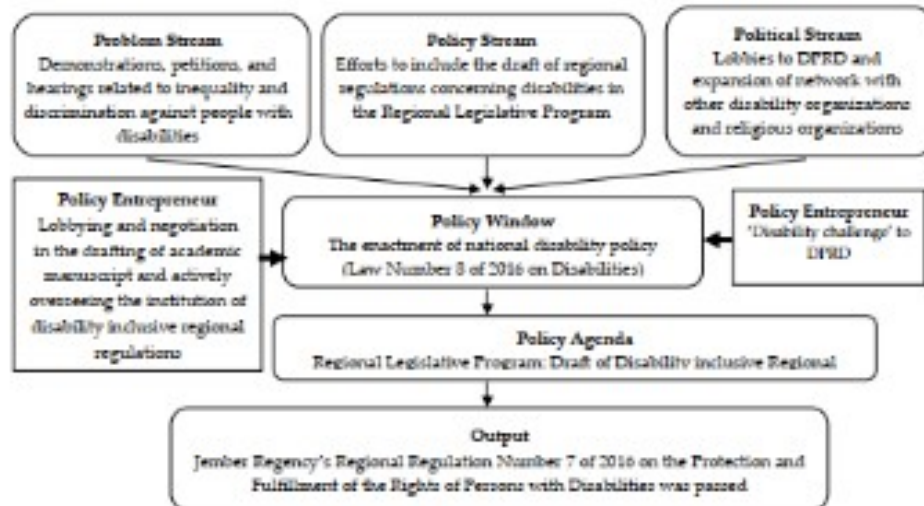 Problem Stream
Demonstrations, petitions, and
hearings related to inequality and
discrimination against people with
disabilities
Policy Stream
Efforts to include the draft of regional
regulations concerning disabilities in
the Regional Legislative Program
Political Stream
Lobbies to DPRD and
expansion of network with
other disability organizations
and religious organizations
Policy Entrepreneur
Lobbying and negotiation
in the drafting of academic
manuscript and actively
overseeing the institution of
disability inclusive regional
regulations
Policy Window
The enactment of national disability policy
(Law Number 8 of 2016 on Disabilities)
Policy Entrepreneur
'Disability challenge' to
DPRD
Policy Agenda
Regional Legislative Program: Draft of Disability inclusive Regional
Output
Jember Regency's Regional Regulation Number 7 of 2016 on the Protection and
Fulfillment of the Rights of Persons with Disabilities was passed